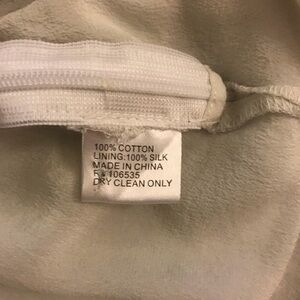 100% COTTON
LINING:100% SILK
MADE IN CHINA
106535
DRY CLEAN ONLY